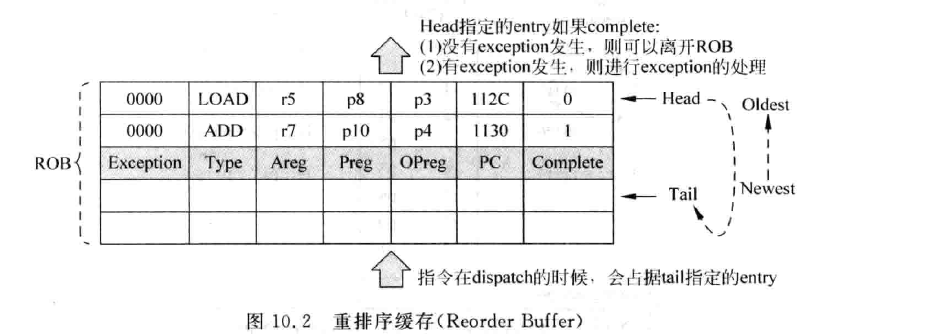 Head指定的entry如果complete:
(1)没有exception发生，则可以离开ROB
(2)有exception发生，则进行exception的处理
0000 LOAD r5 p8 p3 112C 0
Head
Oldest
0000 ADD r7 p10 p4 1130 1
ROB
Exception Type Areg Preg OPreg PC Complete
Tail
Newest
指令在dispatch的时候，会占据tail指定的entry
图 10.2 重排序缓存(Reorder Buffer)